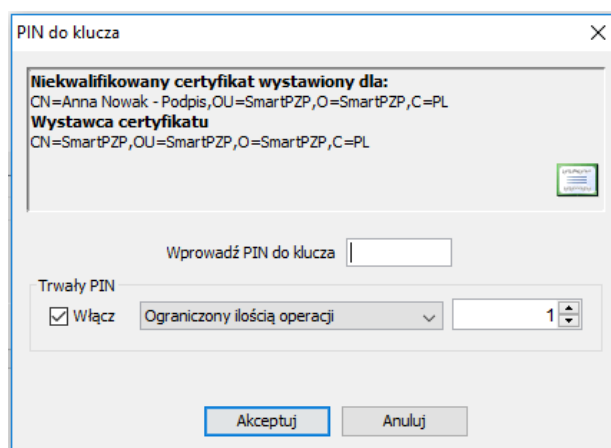 PIN do klucza
Niekwalifikowany certyfikat wystawiony dla:
CN=Anna Nowak - Podpis,OU=SmartPZP,O=SmartPZP,C=PL
Wystawca certyfikatu
CN=SmartPZP,OU=SmartPZP,O=SmartPZP,C=PL
Wprowadź PIN do klucza
Trwały PIN
Włącz Ograniczony ilością operacji 1
Akceptuj Anuluj